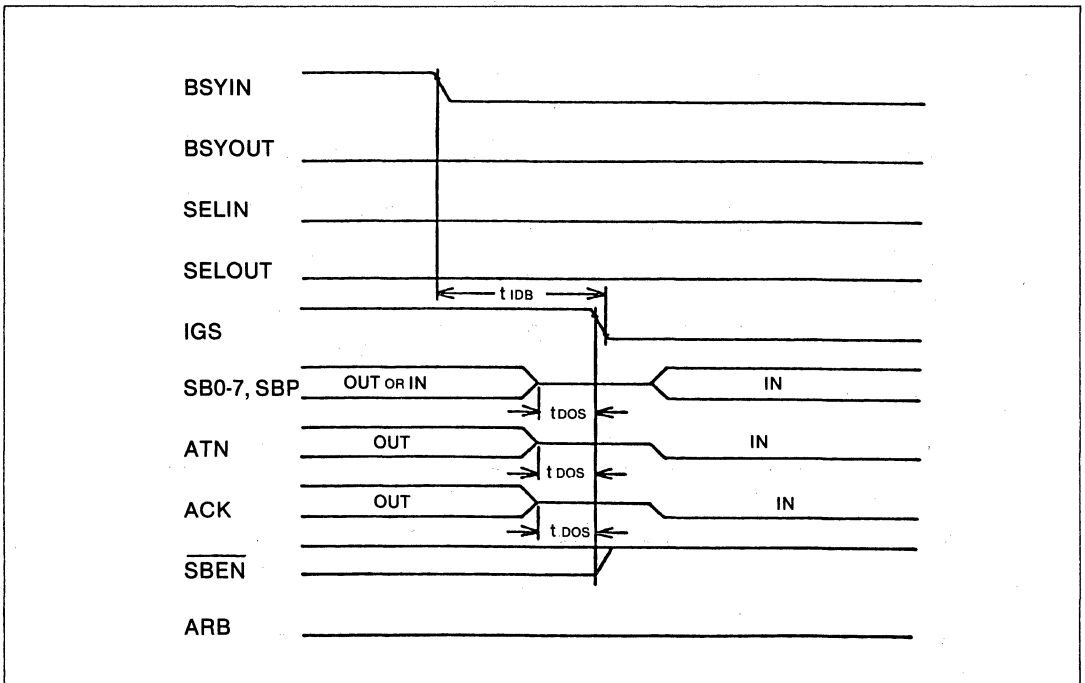 BSYIN
BSYOUT
SELIN
SELOUT
t IDB
IGS
SB0-7, SBP OUT OR IN IN
t DOS
ATN OUT IN
t DOS
ACK OUT IN
t DOS
SBEN
ARB